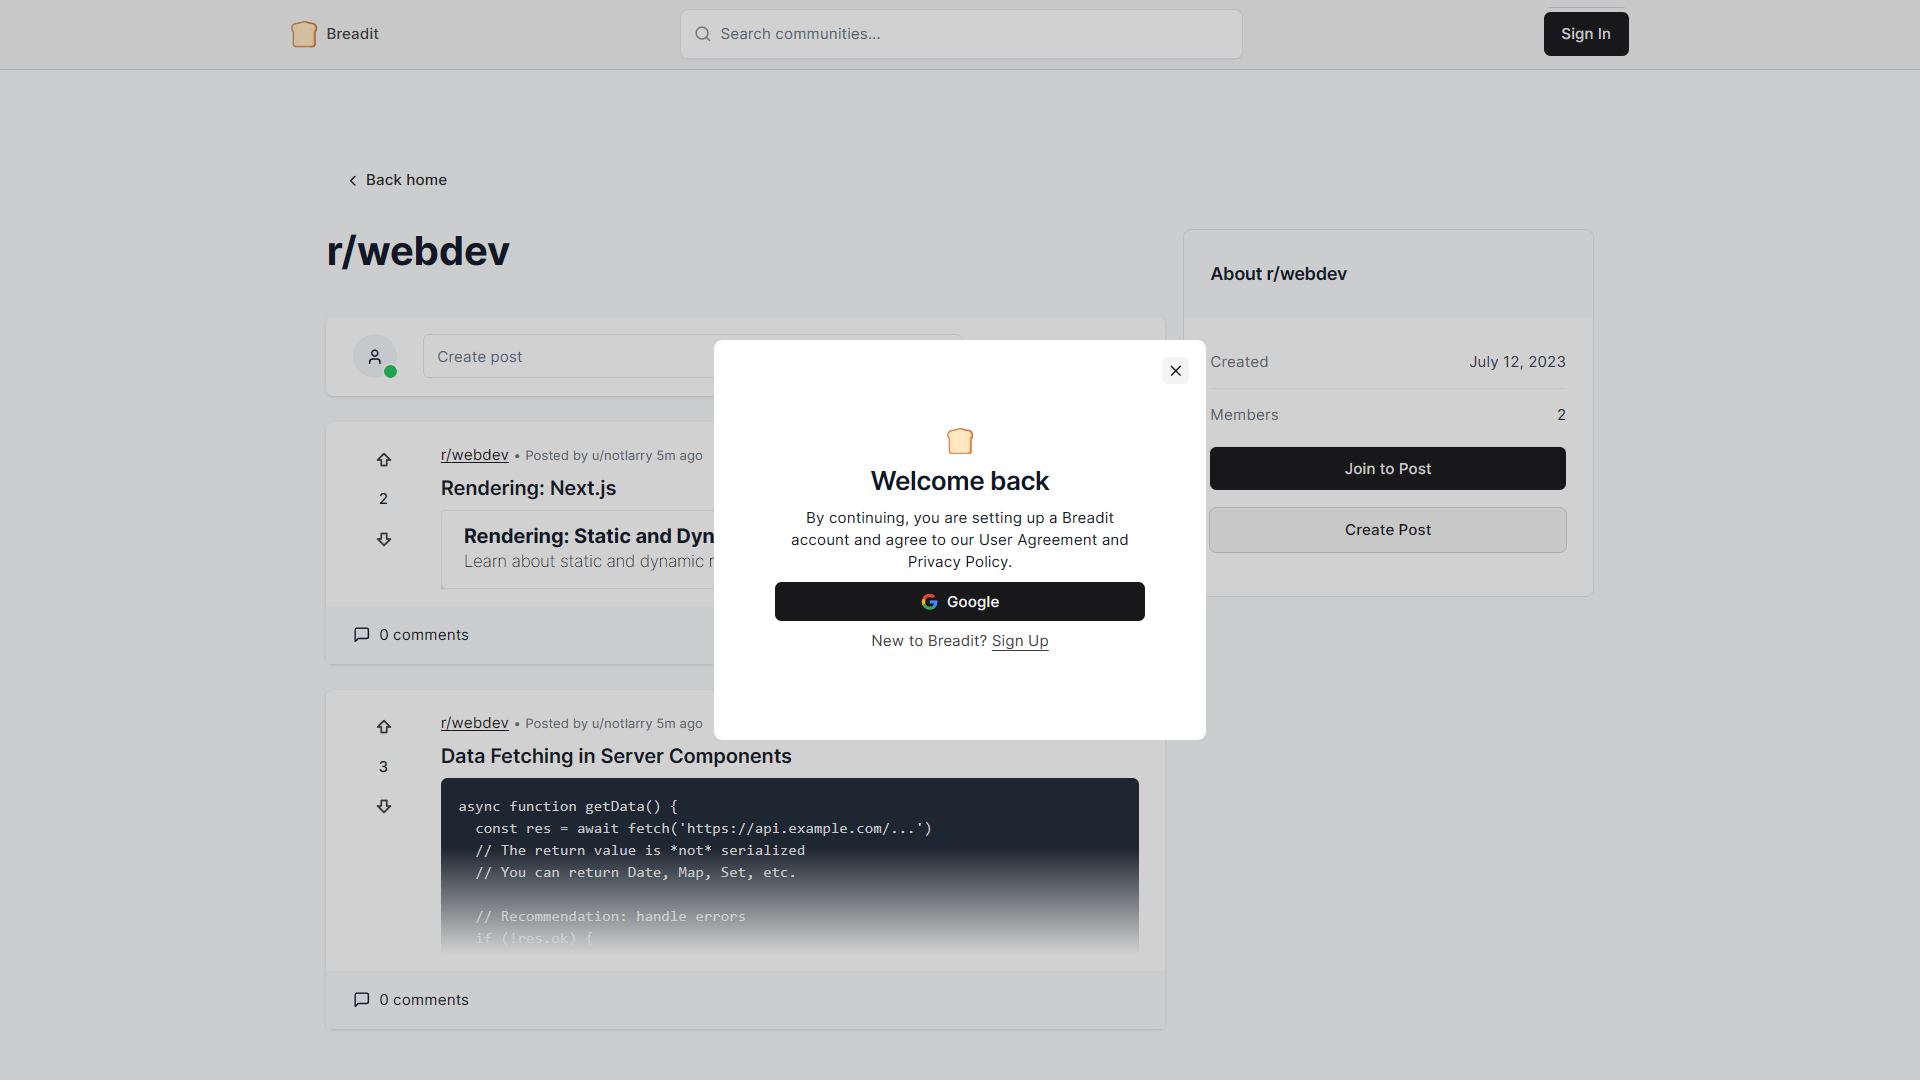 Breadit
Search communities...
Sign In
Back home
r/webdev
Create post
r/webdev • Posted by u/notlarry 5m ago
2
Rendering: Next.js
Rendering: Static and Dyn
Learn about static and dynamic
0 comments
r/webdev • Posted by u/notlarry 5m ago
3
Data Fetching in Server Components
async function getData() {
const res = await fetch('https://api.example.com/...')
// The return value is *not* serialized
// You can return Date, Map, Set, etc.
// Recommendation: handle errors
if (!res.ok) {
0 comments
About r/webdev
Created July 12, 2023
Members 2
Join to Post
Create Post
Welcome back
By continuing, you are setting up a Breadit
account and agree to our User Agreement and
Privacy Policy.
Google
New to Breadit? Sign Up